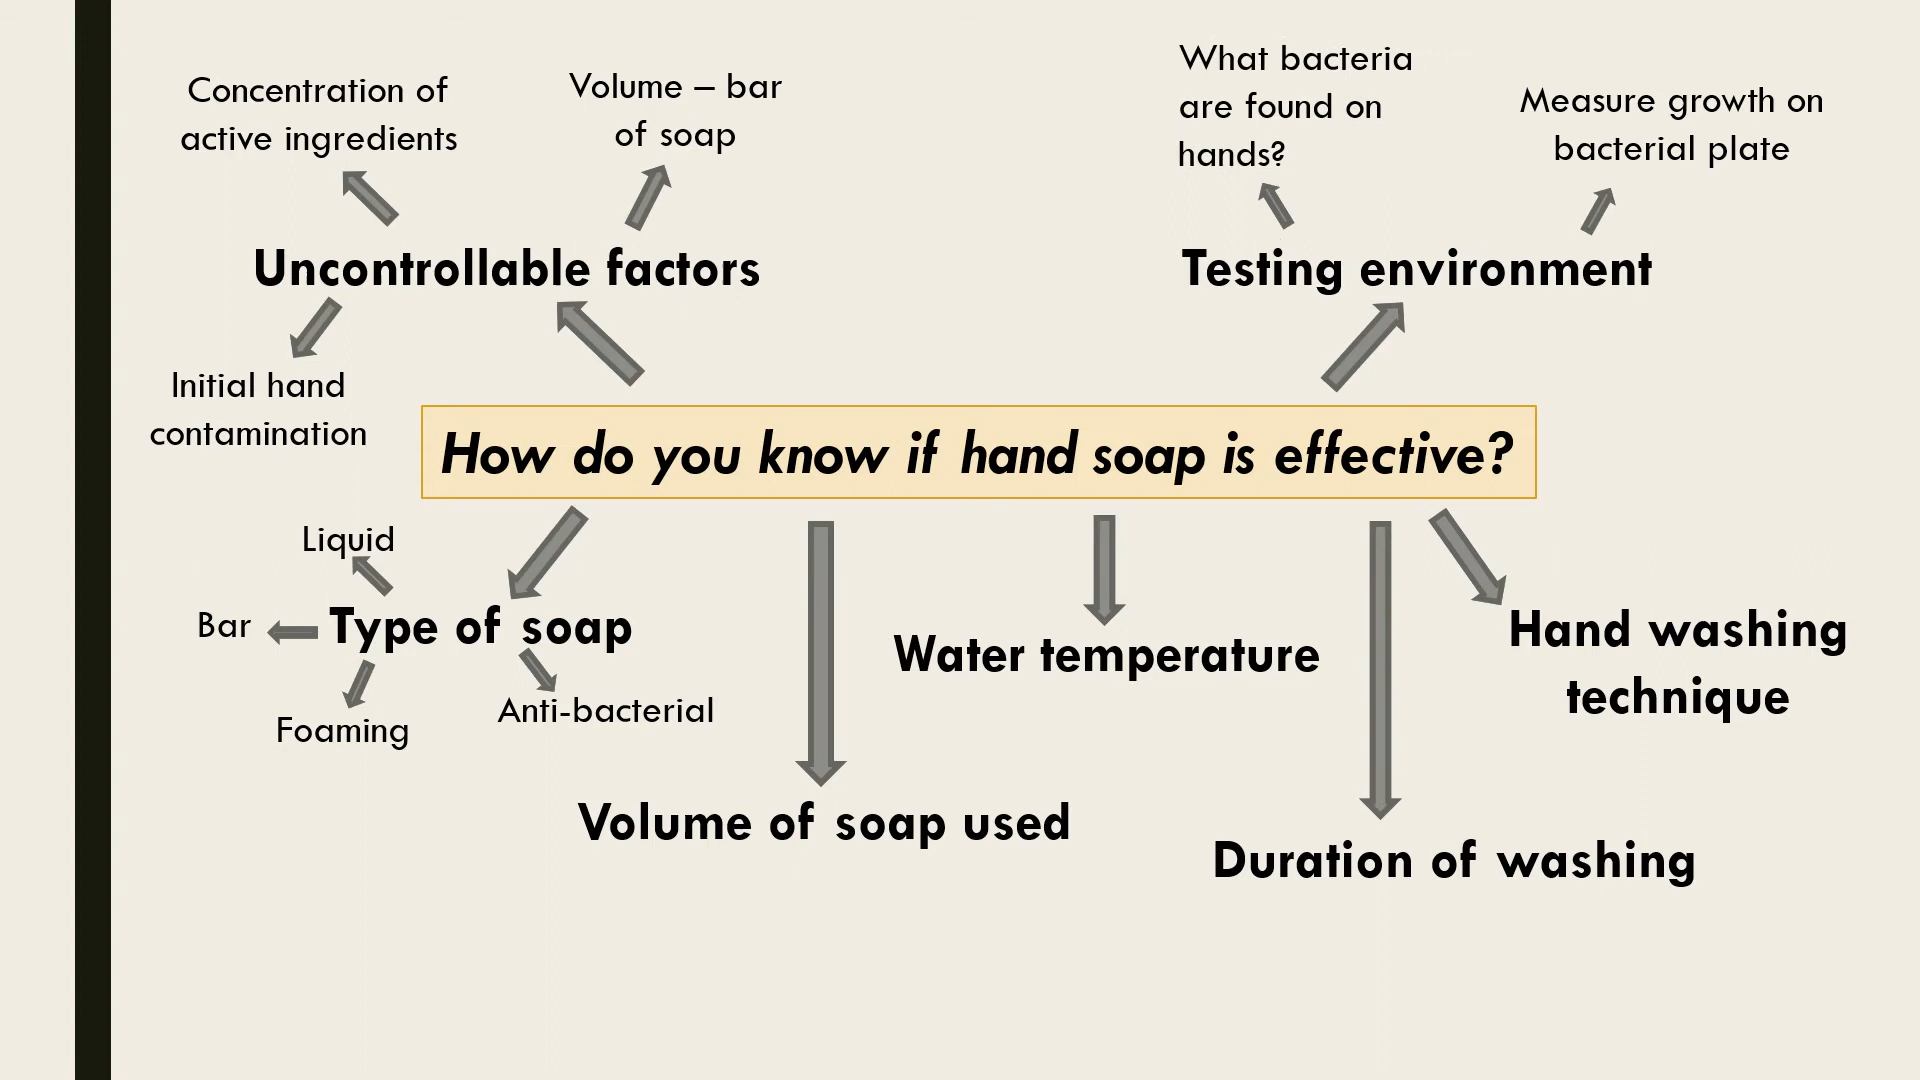 Concentration of
active ingredients
Volume – bar
of soap
What bacteria
are found on
hands?
Measure growth on
bacterial plate
Uncontrollable factors
Testing environment
Initial hand
contamination
How do you know if hand soap is effective?
Liquid
Bar
Type of soap
Foaming
Anti-bacterial
Water temperature
Hand washing
technique
Volume of soap used
Duration of washing